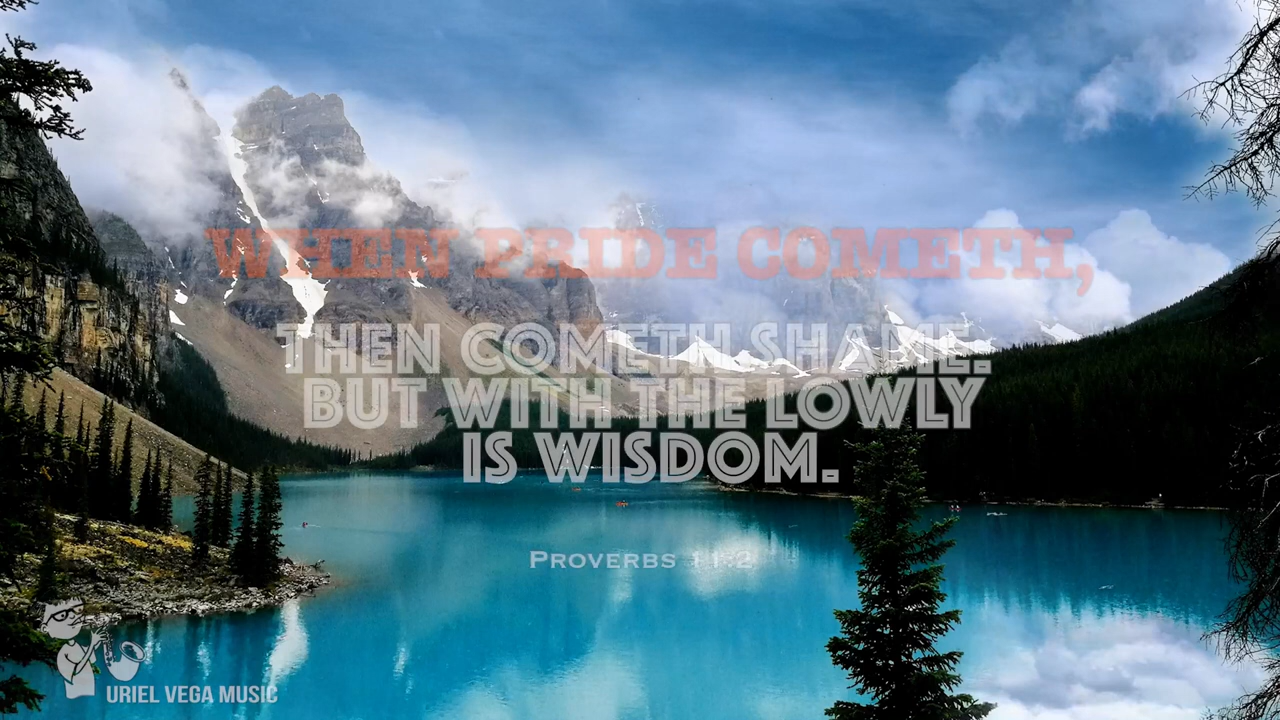 WHEN PRIDE COMETH,
THEN COMETH SHAME:
BUT WITH THE LOWLY
IS WISDOM.
PROVERBS 11:2
URIEL VEGA MUSIC